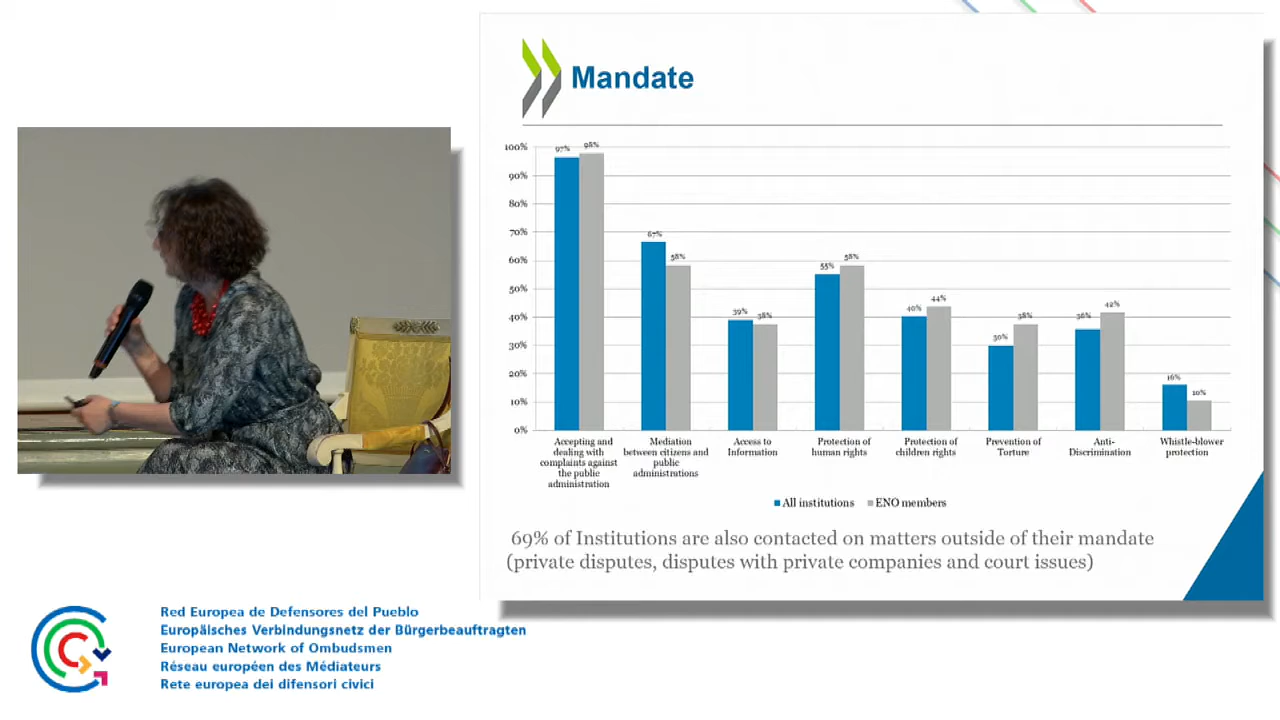 Mandate
100%
90%
80%
70%
60%
50%
40%
30%
20%
10%
0%
97%
98%
67%
58%
39%
38%
55%
58%
40%
44%
30%
38%
36%
42%
16%
10%
Accepting and
dealing with
complaints against
the public
administration
Mediation
between citizens and
public
administrations
Access to
Information
Protection of
human rights
Protection of
children rights
Prevention of
Torture
Anti-
Discrimination
Whistle-blower
protection
All institutions
ENO members
69% of Institutions are also contacted on matters outside of their mandate
(private disputes, disputes with private companies and court issues)
Red Europea de Defensores del Pueblo
Europäisches Verbindungsnetz der Bürgerbeauftragten
European Network of Ombudsmen
Réseau européen des Médiateurs
Rete europea dei difensori civici